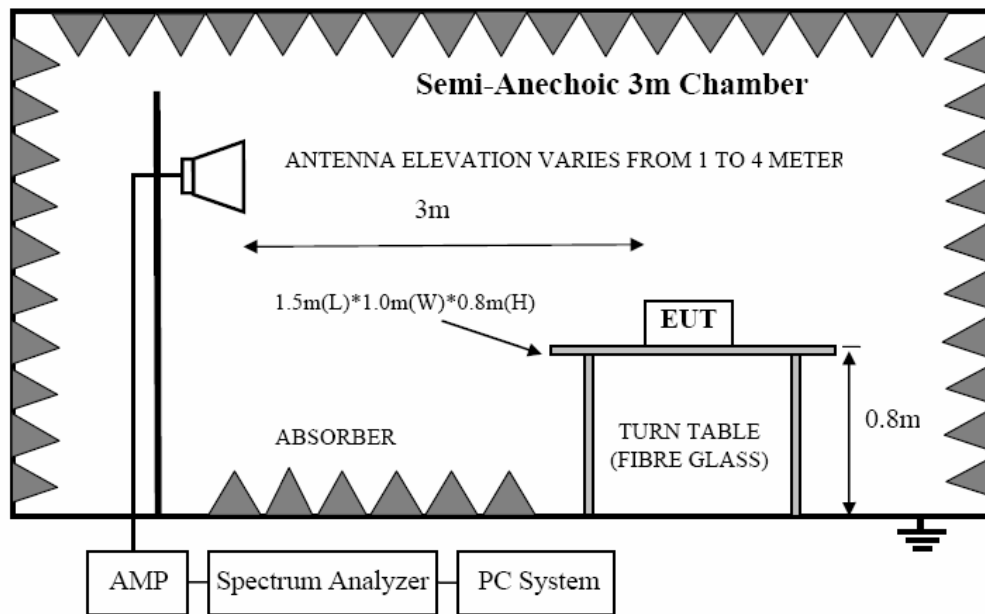 Semi-Anechoic 3m Chamber
ANTENNA ELEVATION VARIES FROM 1 TO 4 METER
3m
1.5m(L)*1.0m(W)*0.8m(H)
EUT
0.8m
ABSORBER
TURN TABLE
(FIBRE GLASS)
AMP
Spectrum Analyzer
PC System